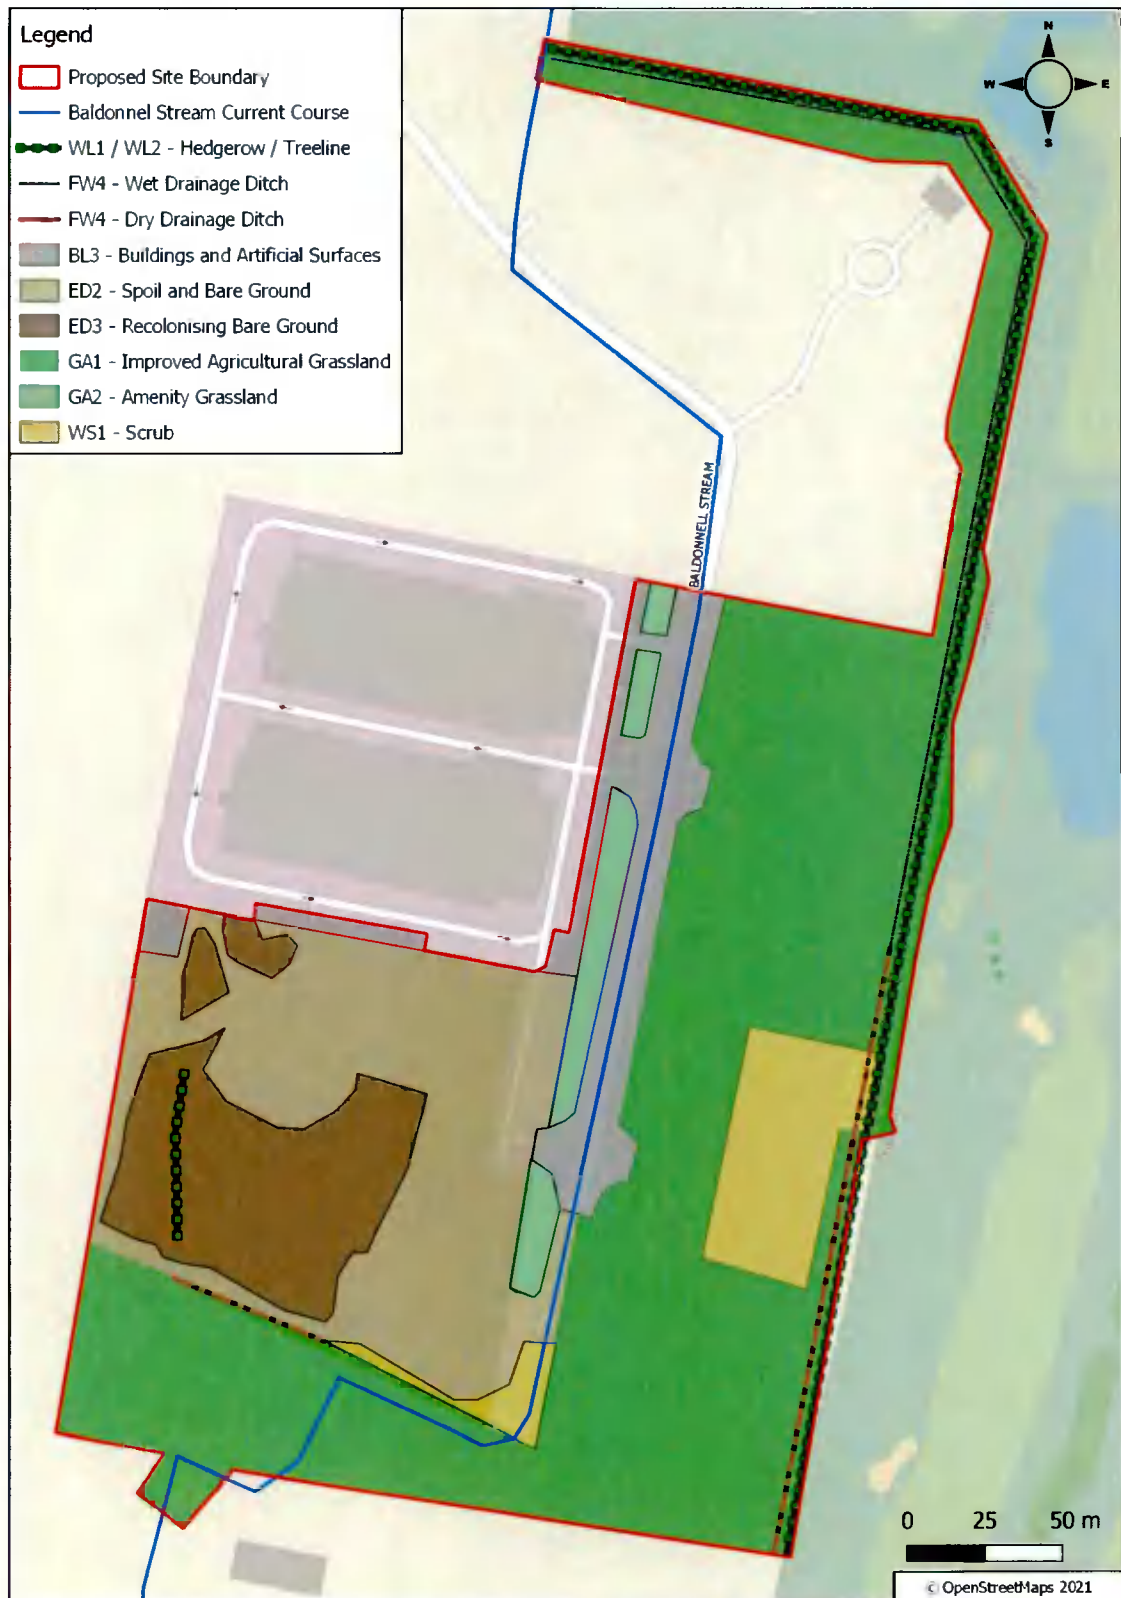 Legend
Proposed Site Boundary
Baldonnel Stream Current Course
WL1 / WL2 - Hedgerow / Treeline
FW4 - Wet Drainage Ditch
FW4 - Dry Drainage Ditch
BL3 - Buildings and Artificial Surfaces
ED2 - Spoil and Bare Ground
ED3 - Recolonising Bare Ground
GA1 - Improved Agricultural Grassland
GA2 - Amenity Grassland
WS1 - Scrub
N
W E
S
BALDONNELL STREAM
0 25 50 m
© OpenStreetMaps 2021